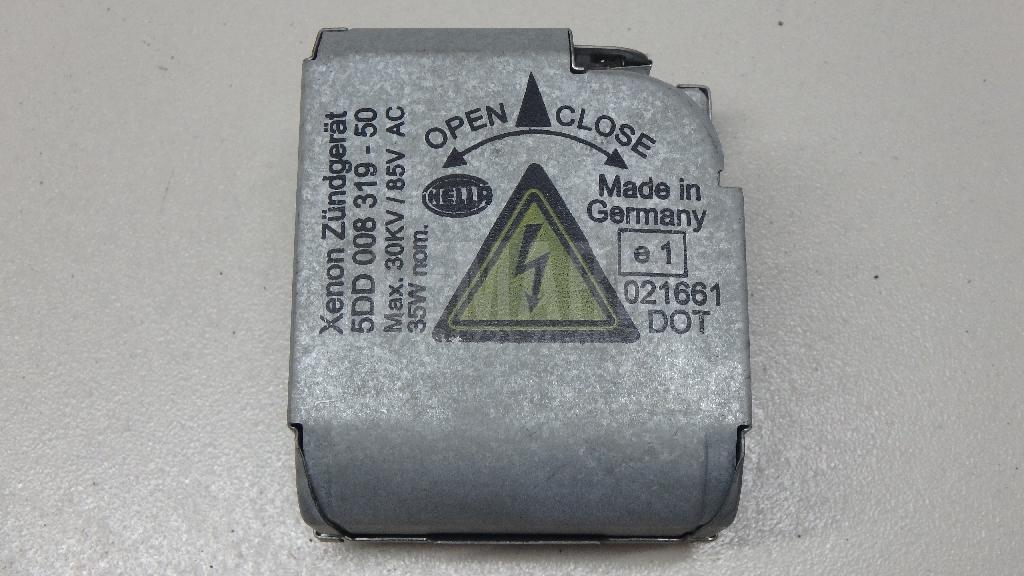 OPEN CLOSE
HELLA
Made in
Germany
e 1
021661
DOT
Xenon Zündgerät
5DD 008 319 - 50
Max. 30KV / 85V AC
35W nom.